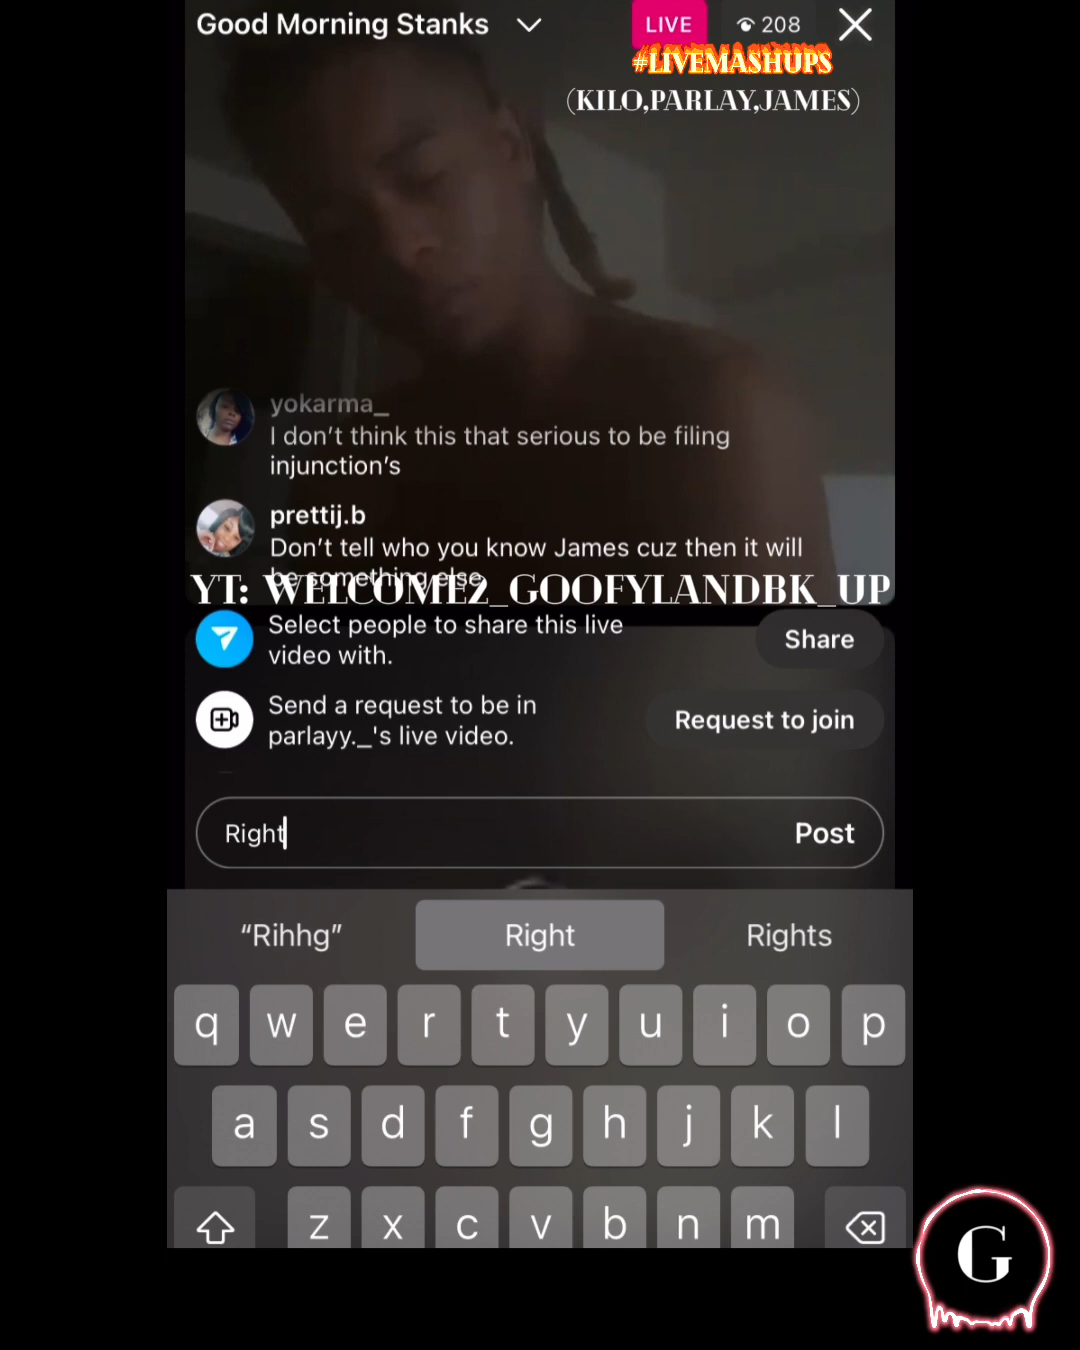 Good Morning Stanks
LIVE
208
#LIVEMASHUPS
(KILO,PARLAY,JAMES)
yokarma_
I don't think this that serious to be filing
injunction's
prettij.b
Don't tell who you know James cuz then it will
be something else
YT: WELCOME2_GOOFYLANDBK_UP
Select people to share this live
video with.
Share
Send a request to be in
parlayy._'s live video.
Request to join
Right
Post
“Rihhg” Right Rights
q w e r t y u i o p
a s d f g h j k l
z x c v b n m
G